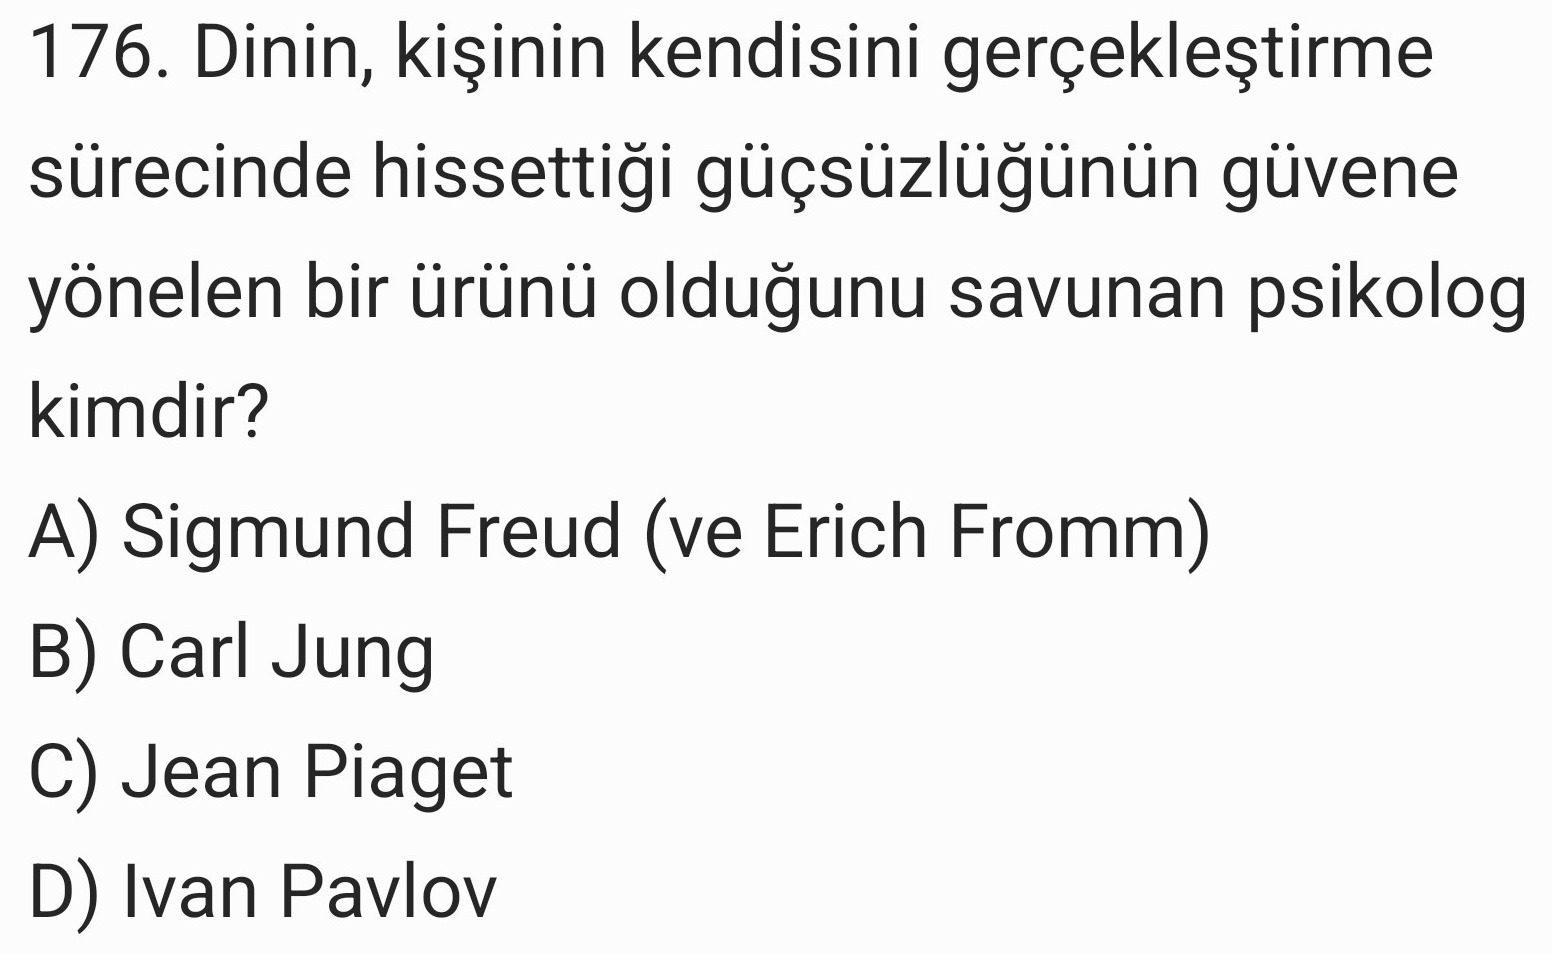 176. Dinin, kişinin kendisini gerçekleştirme
sürecinde hissettiği güçsüzlüğünün güvene
yönelen bir ürünü olduğunu savunan psikolog
kimdir?
A) Sigmund Freud (ve Erich Fromm)
B) Carl Jung
C) Jean Piaget
D) Ivan Pavlov